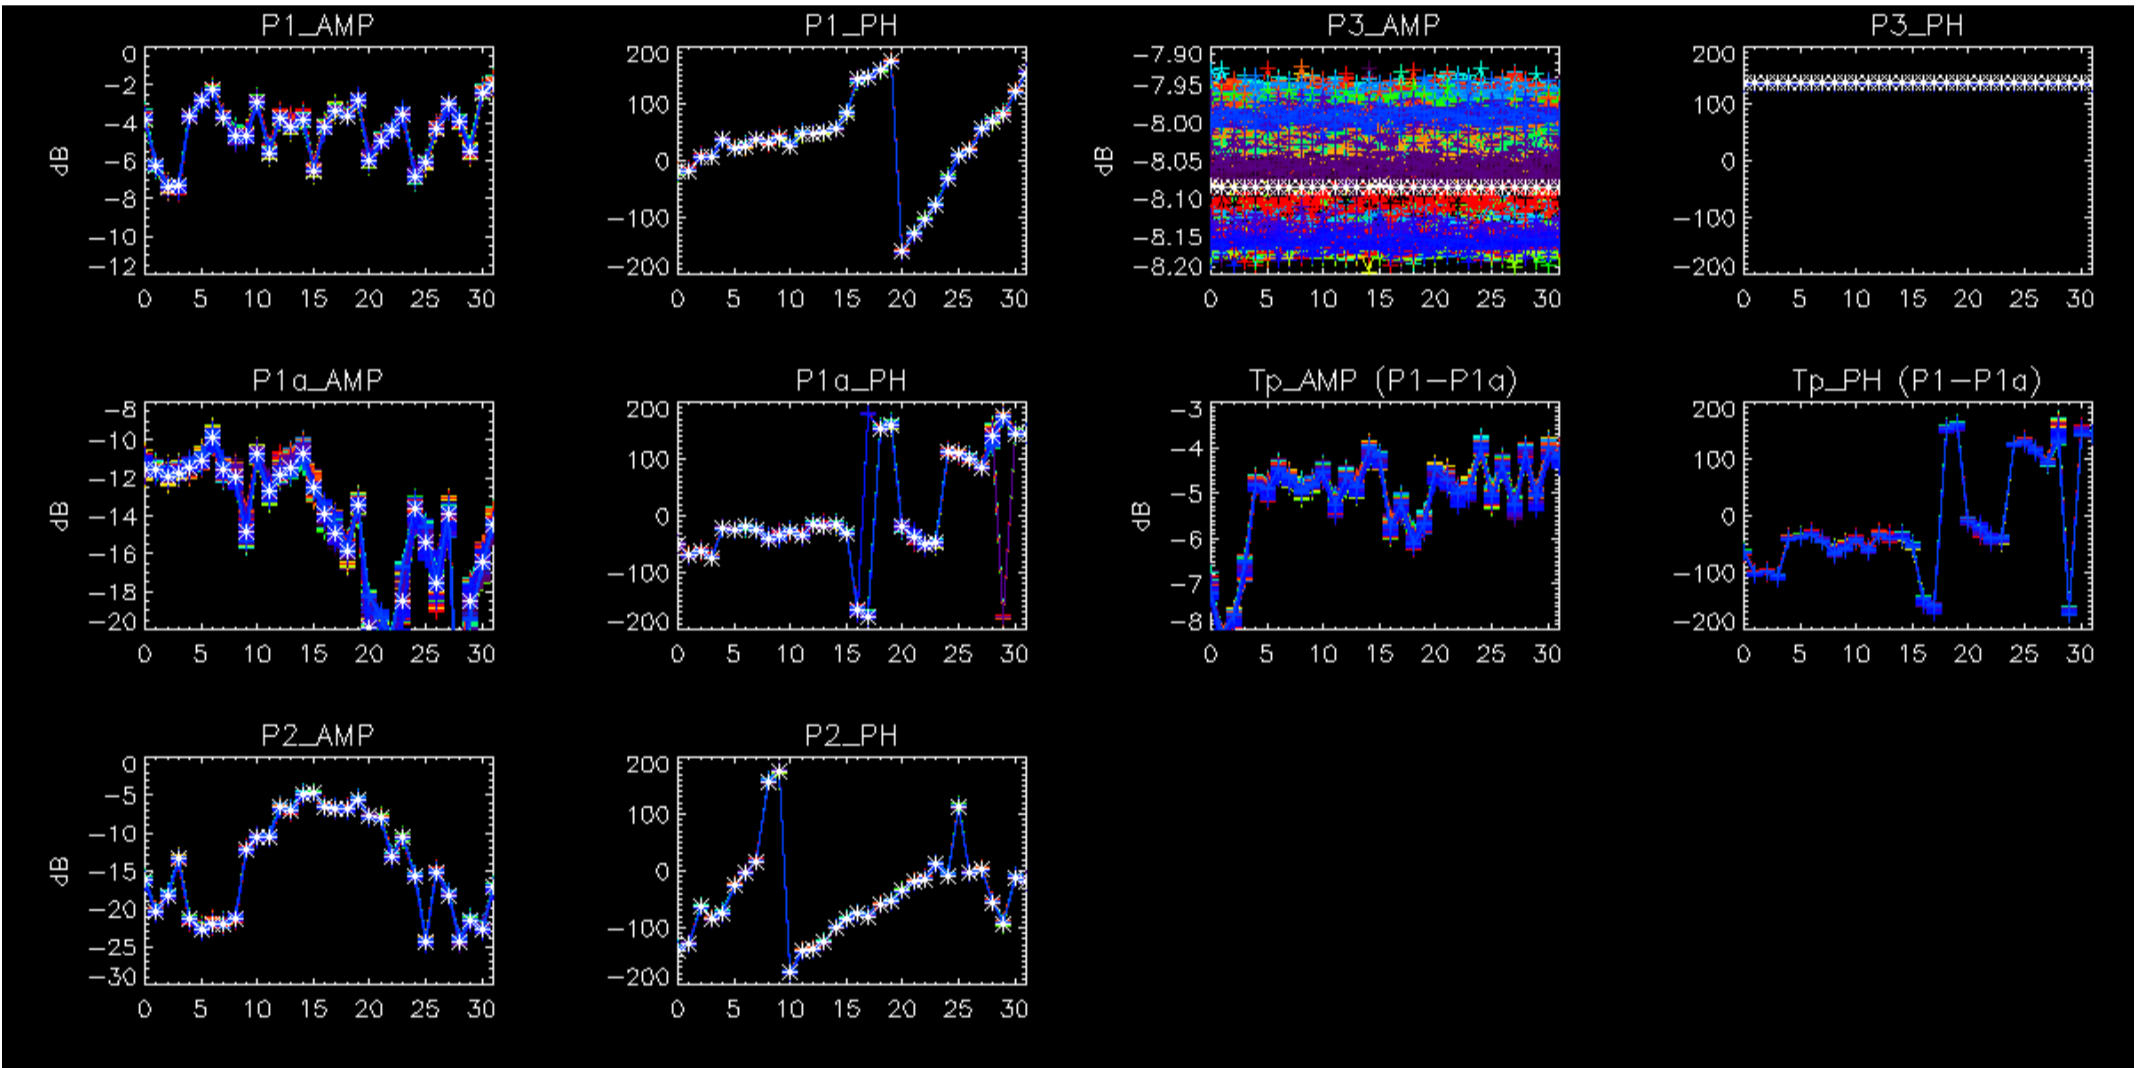 P1_AMP
P1_PH
P3_AMP
P3_PH
dB
0
−2
−4
−6
−8
−10
−12
0 5 10 15 20 25 30
200
100
0
−100
−200
0 5 10 15 20 25 30
dB
−7.90
−7.95
−8.00
−8.05
−8.10
−8.15
−8.20
0 5 10 15 20 25 30
200
100
0
−100
−200
0 5 10 15 20 25 30
P1a_AMP
P1a_PH
Tp_AMP (P1−P1a)
Tp_PH (P1−P1a)
dB
−8
−10
−12
−14
−16
−18
−20
0 5 10 15 20 25 30
200
100
0
−100
−200
0 5 10 15 20 25 30
dB
−3
−4
−5
−6
−7
−8
0 5 10 15 20 25 30
200
100
0
−100
−200
0 5 10 15 20 25 30
P2_AMP
P2_PH
dB
0
−5
−10
−15
−20
−25
−30
0 5 10 15 20 25 30
200
100
0
−100
−200
0 5 10 15 20 25 30